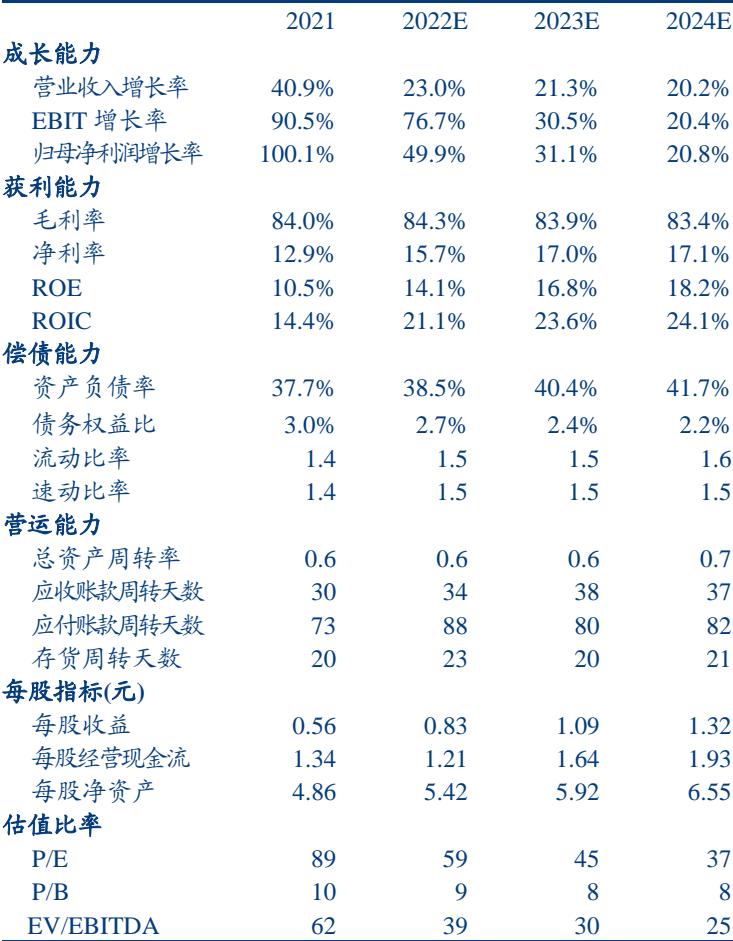 2021 2022E 2023E 2024E
成长能力
营业收入增长率 40.9% 23.0% 21.3% 20.2%
EBIT 增长率 90.5% 76.7% 30.5% 20.4%
归母净利润增长率 100.1% 49.9% 31.1% 20.8%
获利能力
毛利率 84.0% 84.3% 83.9% 83.4%
净利率 12.9% 15.7% 17.0% 17.1%
ROE 10.5% 14.1% 16.8% 18.2%
ROIC 14.4% 21.1% 23.6% 24.1%
偿债能力
资产负债率 37.7% 38.5% 40.4% 41.7%
债务权益比 3.0% 2.7% 2.4% 2.2%
流动比率 1.4 1.5 1.5 1.6
速动比率 1.4 1.5 1.5 1.5
营运能力
总资产周转率 0.6 0.6 0.6 0.7
应收账款周转天数 30 34 38 37
应付账款周转天数 73 88 80 82
存货周转天数 20 23 20 21
每股指标(元)
每股收益 0.56 0.83 1.09 1.32
每股经营现金流 1.34 1.21 1.64 1.93
每股净资产 4.86 5.42 5.92 6.55
估值比率
P/E 89 59 45 37
P/B 10 9 8 8
EV/EBITDA 62 39 30 25